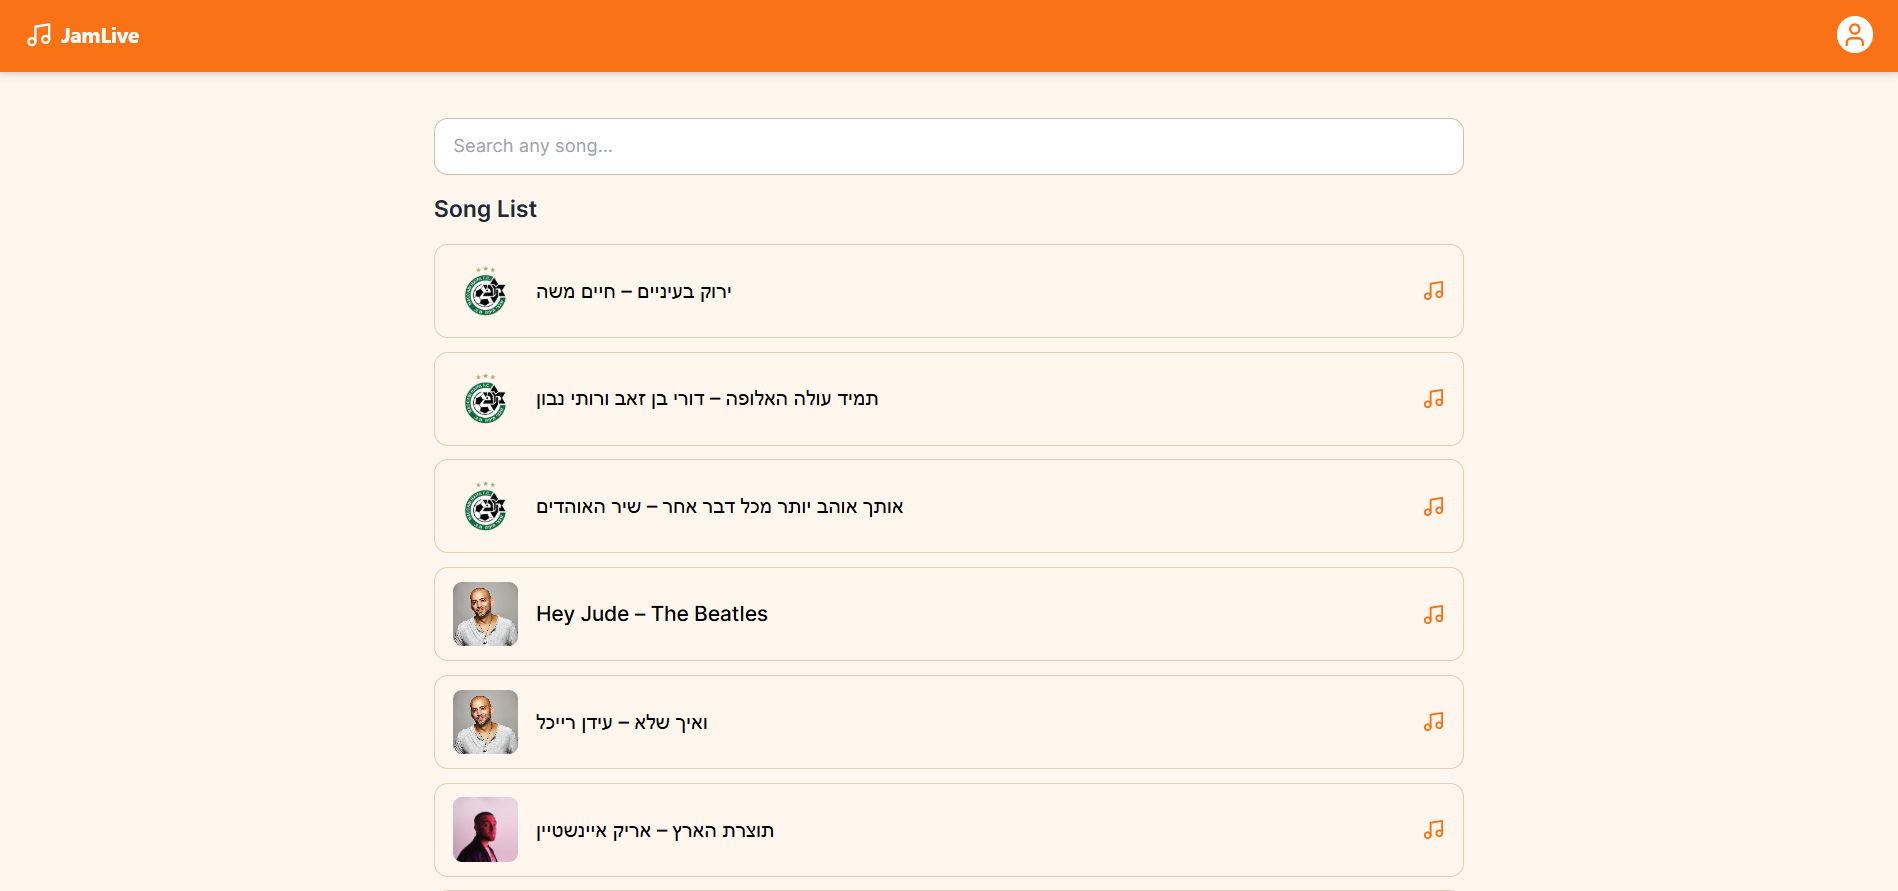 JamLive
Search any song...
Song List
ירוק בעיניים – חיים משה
תמיד עולה האלופה – דורי בן זאב ורותי נבון
אותך אוהב יותר מכל דבר אחר – שיר האוהדים
Hey Jude – The Beatles
ואיך שלא – עידן רייכל
תוצרת הארץ – אריק איינשטיין